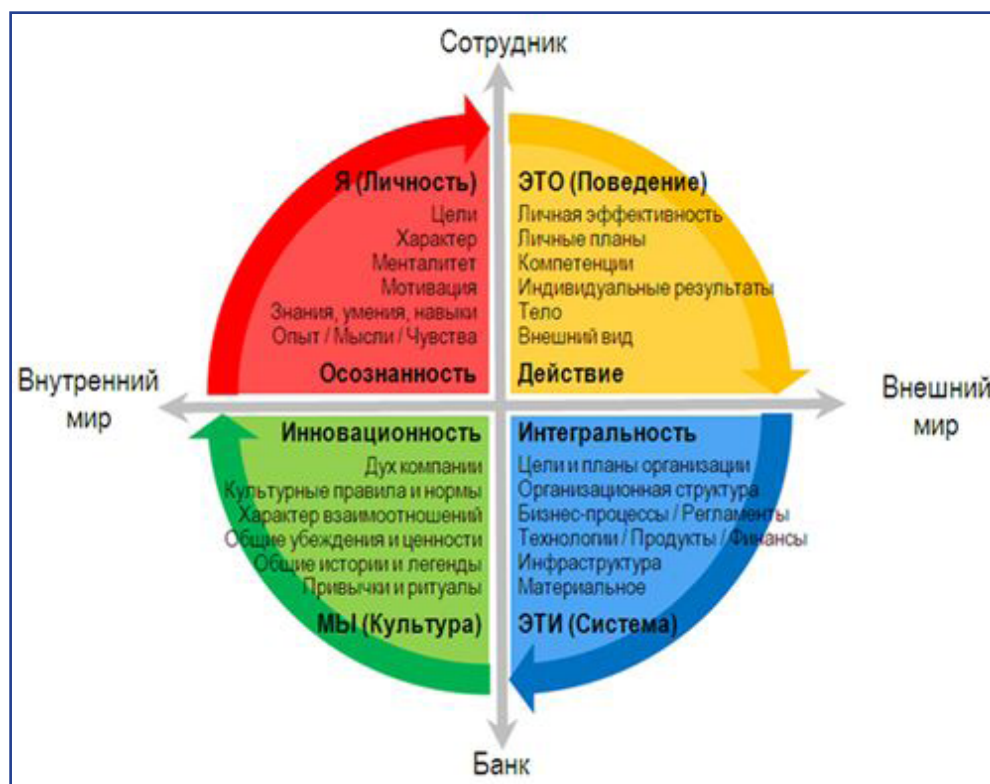 Сотрудник
Я (Личность)
Цели
Характер
Менталитет
Мотивация
Знания, умения, навыки
Опыт / Мысли / Чувства
Осознанность
ЭТО (Поведение)
Личная эффективность
Личные планы
Компетенции
Индивидуальные результаты
Тело
Внешний вид
Действие
Внутренний
мир
Внешний
мир
Инновационность
Дух компании
Культурные правила и нормы
Характер взаимоотношений
Общие убеждения и ценности
Общие истории и легенды
Привычки и ритуалы
МЫ (Культура)
Интегральность
Цели и планы организации
Организационная структура
Бизнес-процессы / Регламенты
Технологии / Продукты / Финансы
Инфраструктура
Материальное
ЭТИ (Система)
Банк